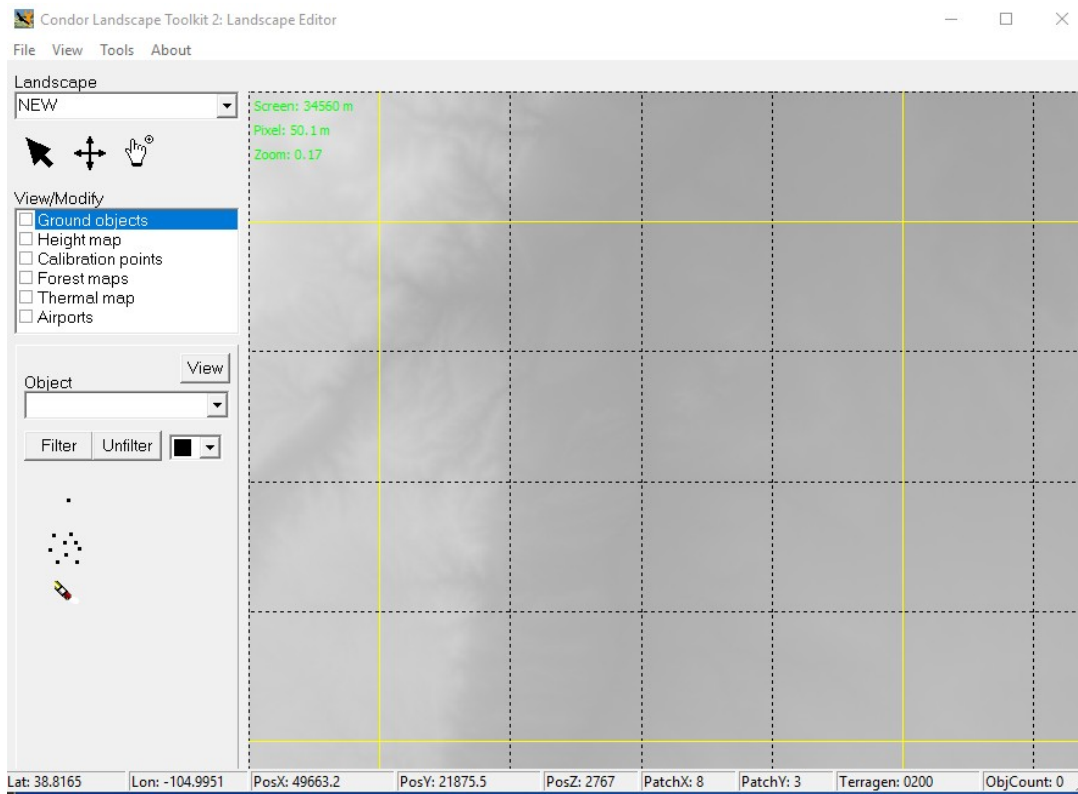 Condor Landscape Toolkit 2: Landscape Editor
File View Tools About
Landscape
NEW
Screen: 34560 m
Pixel: 50.1 m
Zoom: 0.17
View/Modify
Ground objects
Height map
Calibration points
Forest maps
Thermal map
Airports
View
Object
Filter Unfilter
Lat: 38.8165 Lon: -104.9951 PosX: 49663.2 PosY: 21875.5 PosZ: 2767 PatchX: 8 PatchY: 3 Terragen: 0200 ObjCount: 0